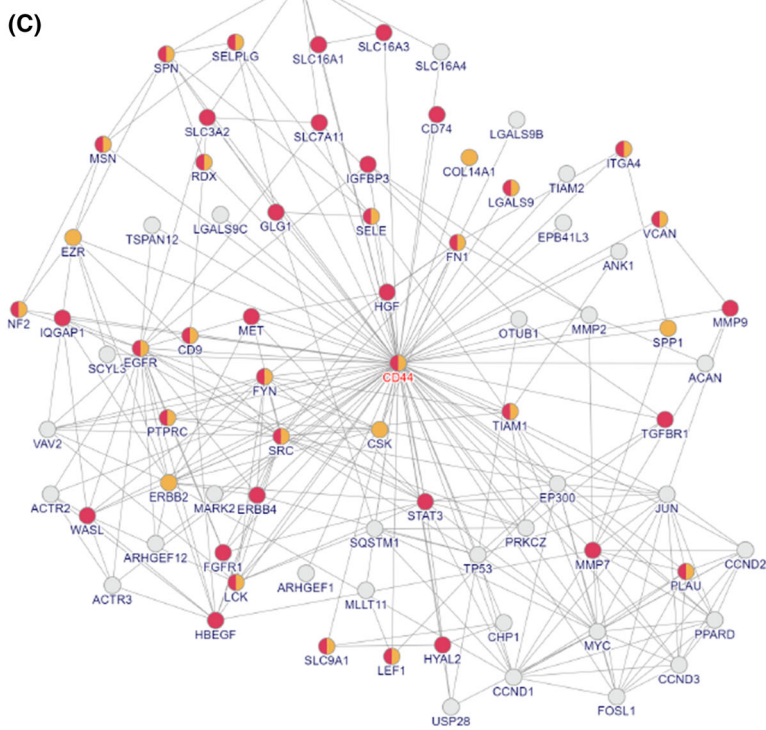 (C)
SPN
SELPLG
SLC16A1
SLC16A3
SLC16A4
SLC3A2
SLC7A11
CD74
LGALS9B
MSN
RDX
IGFBP3
COL14A1
TIAM2
ITGA4
LGALS9
TSPAN12
LGALS9C
GLG1
SELE
FN1
EPB41L3
VCAN
EZR
ANK1
NF2
IQGAP1
MET
HGF
OTUB1
MMP2
SPP1
MMP9
SCYL3
EGFR
CD9
CD44
ACAN
FYN
VAV2
PTPRC
SRC
CSK
TIAM1
TGFBR1
ACTR2
ERBB2
MARK2
ERBB4
STAT3
EP300
JUN
WASL
ARHGEF12
FGFR1
SQSTM1
PRKCZ
TP53
MMP7
CCND2
ACTR3
LCK
ARHGEF1
MLLT11
PLAU
HBEGF
CHP1
MYC
PPARD
SLC9A1
LEF1
HYAL2
CCND1
CCND3
USP28
FOSL1